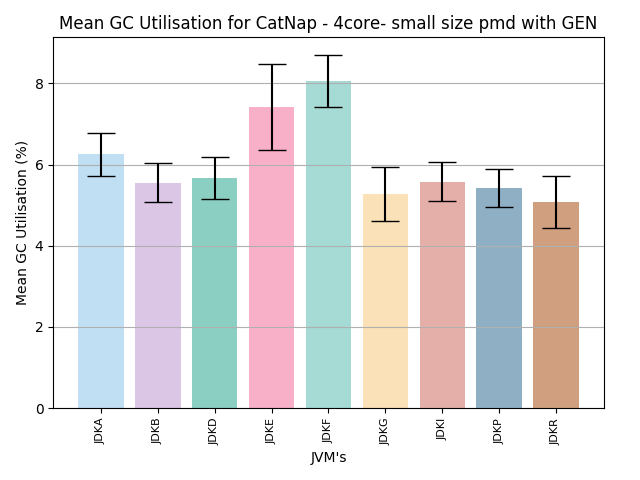 Mean GC Utilisation for CatNap - 4core- small size pmd with GEN
Mean GC Utilisation (%)
8
6
4
2
0
JDKA
JDKB
JDKD
JDKE
JDKF
JDKG
JDKI
JDKP
JDKR
JVM's